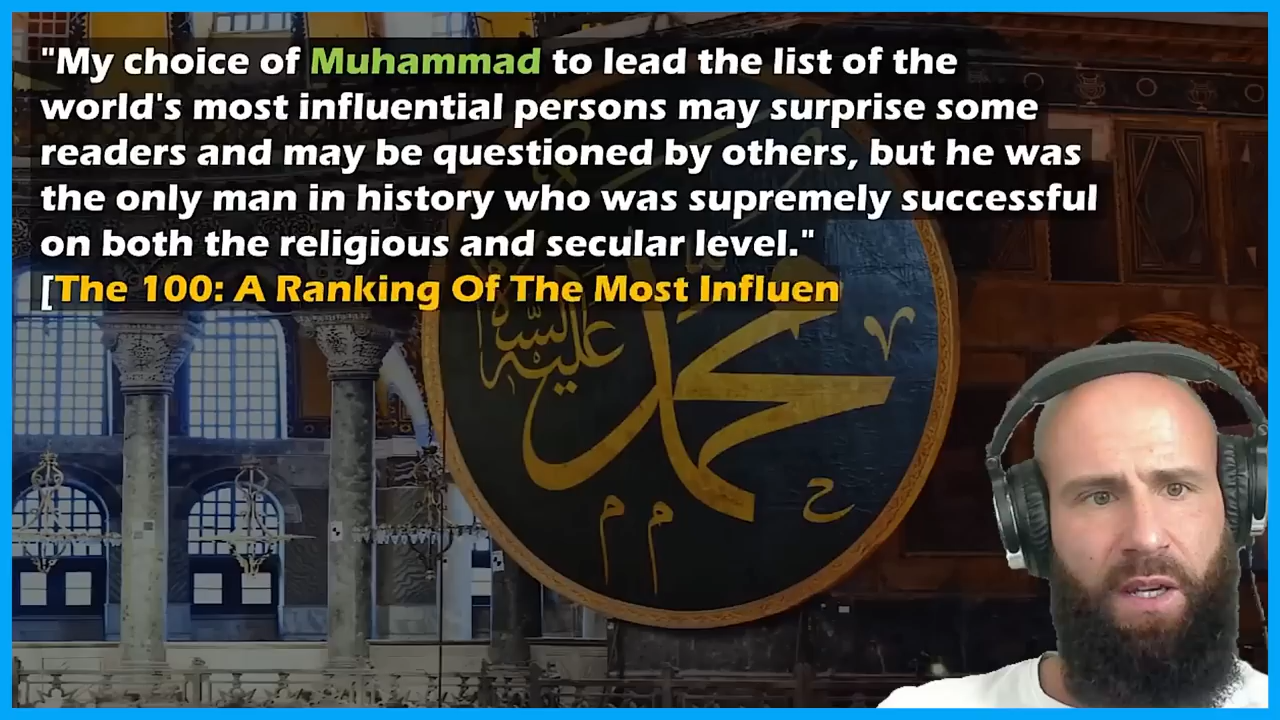 "My choice of Muhammad to lead the list of the
world's most influential persons may surprise some
readers and may be questioned by others, but he was
the only man in history who was supremely successful
on both the religious and secular level."
[The 100: A Ranking Of The Most Influen
محمد
عليه السلام